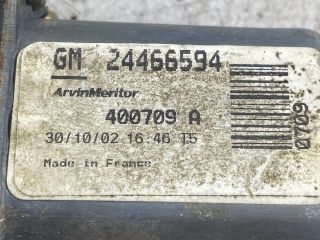 GM 24466594
ArvinMeritor
400709 A
30/10/02 16:46 T5
Made in France
0709